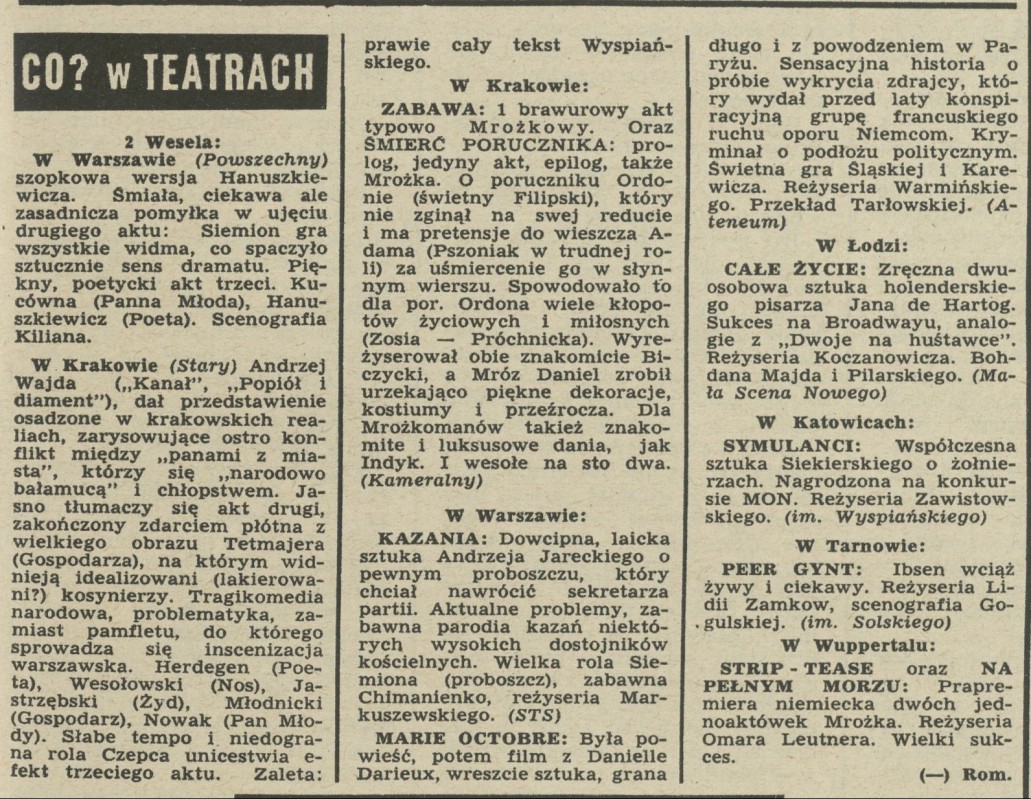 CO? w TEATRACH
2 Wesela:
W Warszawie (Powszechny)
szopkowa wersja Hanuszkie-
wicza. Śmiała, ciekawa ale
zasadnicza pomyłka w ujęciu
drugiego aktu: Siemion gra
wszystkie widma, co spaczyło
sztucznie sens dramatu. Pię-
kny, poetycki akt trzeci. Ku-
cówna (Panna Młoda), Hanu-
szkiewicz (Poeta). Scenografia
Kiliana.
W Krakowie (Stary) Andrzej
Wajda („Kanał", „Popiół i
diament"), dał przedstawienie
osadzone w krakowskich rea-
liach, zarysowujące ostro kon-
flikt między „panami z mia-
sta", którzy się „narodowo
bałamucą" i chłopstwem. Ja-
sno tłumaczy się akt drugi,
zakończony zdarciem płótna z
wielkiego obrazu Tetmajera
(Gospodarza), na którym wid-
nieją idealizowani (lakierowa-
ni?) kosynierzy. Tragikomedia
narodowa, problematyka, za-
miast pamfletu, do którego
sprowadza się inscenizacja
warszawska. Herdegen (Poe-
ta), Wesołowski (Nos), Ja-
strzębski (Żyd), Młodnicki
(Gospodarz), Nowak (Pan Mło-
dy). Słabe tempo i niedogra-
na rola Czepca unicestwia e-
fekt trzeciego aktu. Zaleta:
prawie cały tekst Wyspiań-
skiego.
W Krakowie:
ZABAWA: 1 brawurowy akt
typowo Mrożkowy. Oraz
ŚMIERĆ PORUCZNIKA: pro-
log, jedyny akt, epilog, także
Mrożka. O poruczniku Ordo-
nie (świetny Filipski), który
nie zginął na swej reducie
i ma pretensje do wieszcza A-
dama (Pszoniak w trudnej ro-
li) za uśmiercenie go w słyn-
nym wierszu. Spowodowało to
dla por. Ordona wiele kłopo-
tów życiowych i miłosnych
(Zosia — Próchnicka). Wyre-
żyserował obie znakomicie Bi-
czycki, a Mróz Daniel zrobił
urzekająco piękne dekoracje,
kostiumy i przeźrocza. Dla
Mrożkomanów takież znako-
mite i luksusowe dania, jak
Indyk. I wesołe na sto dwa.
(Kameralny)
W Warszawie:
KAZANIA: Dowcipna, laicka
sztuka Andrzeja Jareckiego o
pewnym proboszczu, który
chciał nawrócić sekretarza
partii. Aktualne problemy, za-
bawna parodia kazań niektó-
rych wysokich dostojników
kościelnych. Wielka rola Sie-
miona (proboszcz), zabawna
Chimanienko, reżyseria Mar-
kuszewskiego. (STS)
MARIE OCTOBRE: Była po-
wieść, potem film z Danielle
Darieux, wreszcie sztuka, grana
długo i z powodzeniem w Pa-
ryżu. Sensacyjna historia o
próbie wykrycia zdrajcy, któ-
ry wydał przed laty konspi-
racyjną grupę francuskiego
ruchu oporu Niemcom. Kry-
minał o podłożu politycznym.
Świetna gra Śląskiej i Kare-
wicza. Reżyseria Warmińskie-
go. Przekład Tarłowskiej. (A-
teneum)
W Łodzi:
CAŁE ŻYCIE: Zręczna dwu-
osobowa sztuka holenderskie-
go pisarza Jana de Hartog.
Sukces na Broadwayu, analo-
gie z „Dwoje na huśtawce".
Reżyseria Koczanowicza. Boh-
dana Majda i Pilarskiego. (Ma-
ła Scena Nowego)
W Katowicach:
SYMULANCI: Współczesna
sztuka Siekierskiego o żołnie-
rzach. Nagrodzona na konkur-
sie MON. Reżyseria Zawistow-
skiego. (im. Wyspiańskiego)
W Tarnowie:
PEER GYNT: Ibsen wciąż
żywy i ciekawy. Reżyseria Li-
dii Zamkow, scenografia Go-
gulskiej. (im. Solskiego)
W Wuppertalu:
STRIP-TEASE oraz NA
PEŁNYM MORZU: Prapre-
miera niemiecka dwóch jed-
noaktówek Mrożka. Reżyseria
Omara Leutnera. Wielki suk-
ces.
(—) Rom.